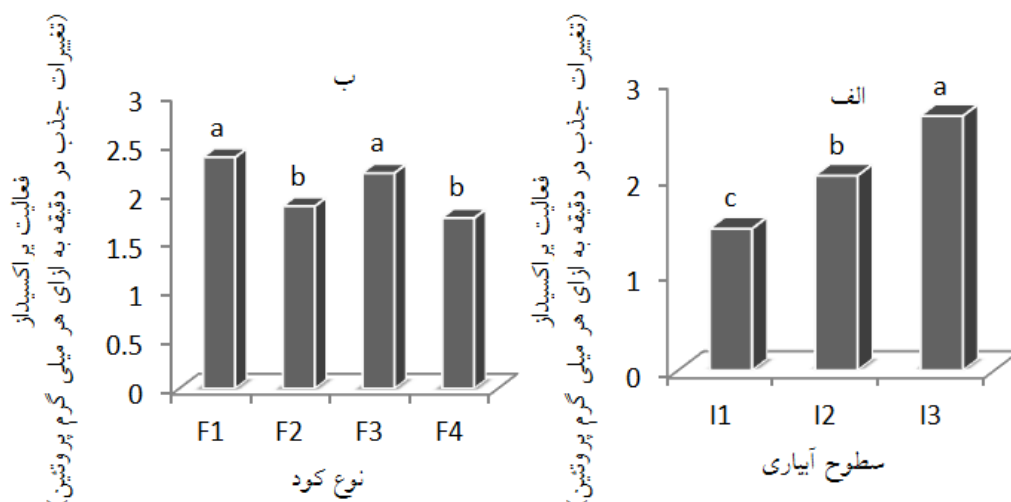 الف
فعالیت پراکسیداز
(تغییرات جذب در دقیقه به ازای هر میلی گرم پروتئین)
3
2
1
0
c
b
a
I1 I2 I3
سطوح آبیاری
ب
فعالیت پراکسیداز
(تغییرات جذب در دقیقه به ازای هر میلی گرم پروتئین)
3
2.5
2
1.5
1
0.5
0
a
b
a
b
F1 F2 F3 F4
نوع کود